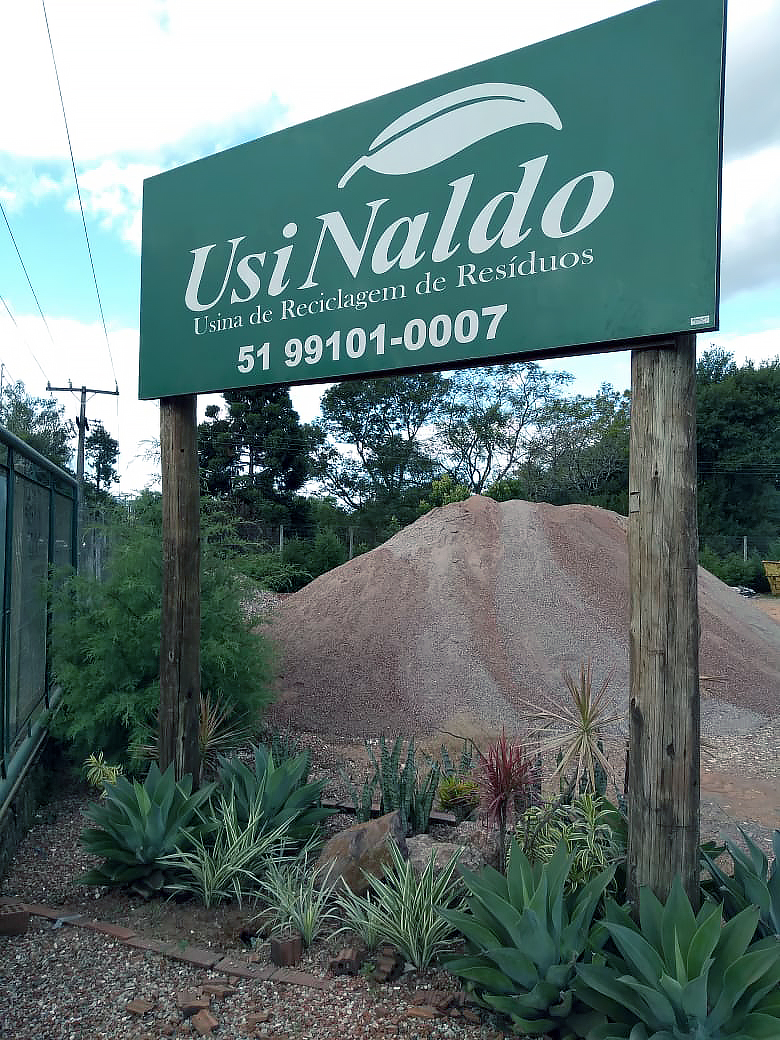 UsiNaldo
Usina de Reciclagem de Resíduos
51 99101-0007